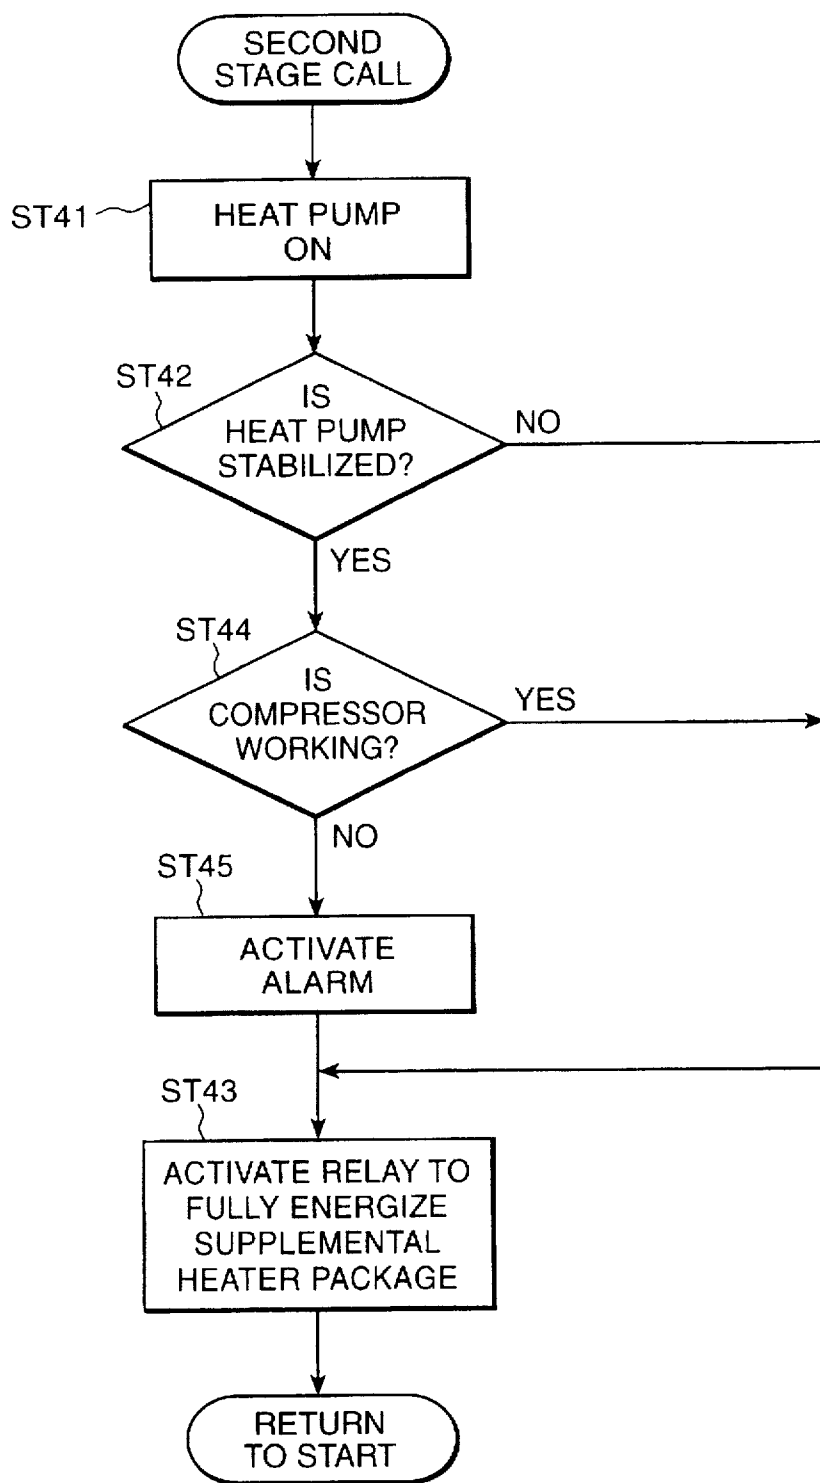 SECOND
STAGE CALL
ST41
HEAT PUMP
ON
ST42
IS
HEAT PUMP
STABILIZED?
NO
YES
ST44
IS
COMPRESSOR
WORKING?
YES
NO
ST45
ACTIVATE
ALARM
ST43
ACTIVATE RELAY TO
FULLY ENERGIZE
SUPPLEMENTAL
HEATER PACKAGE
RETURN
TO START